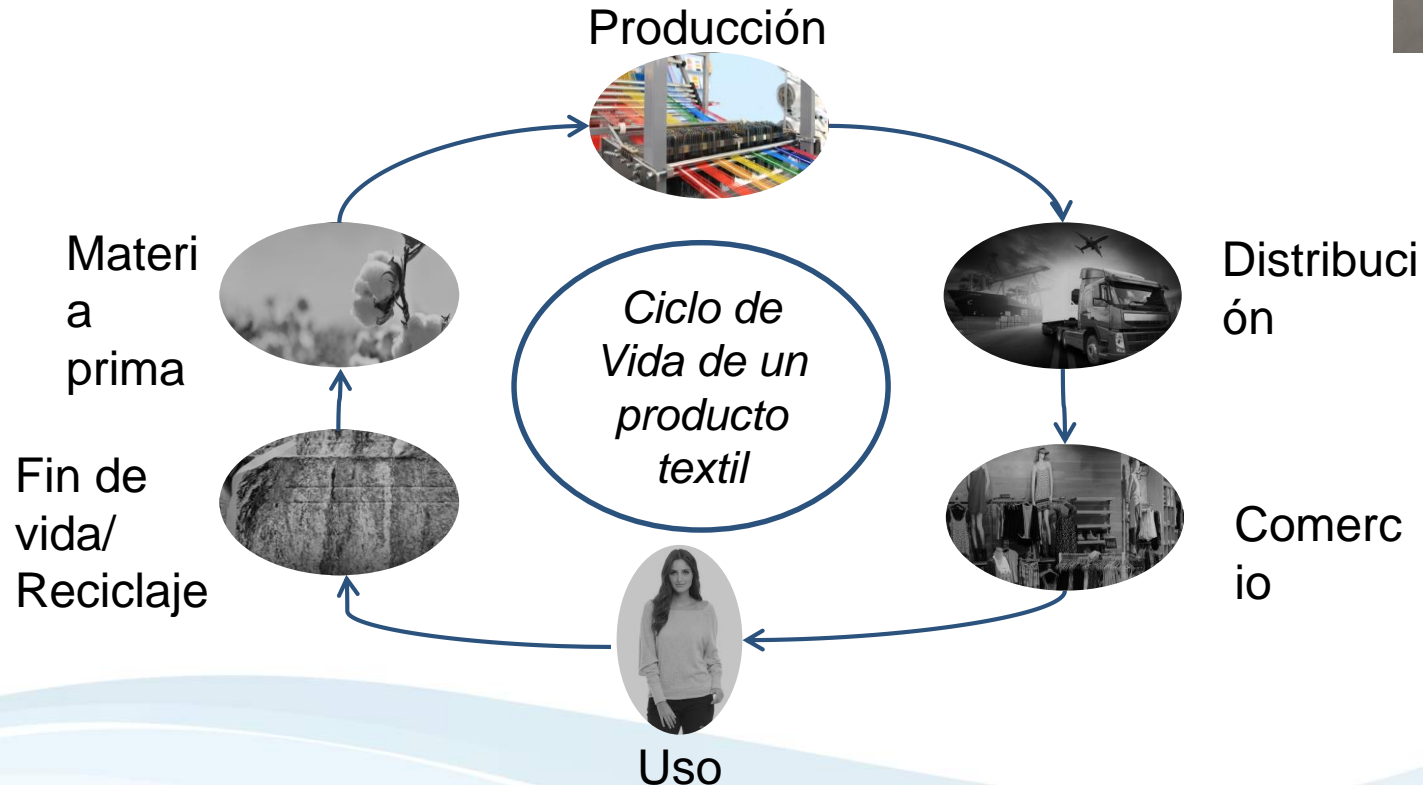 Producción
Materi
a
prima
Distribuci
ón
Ciclo de
Vida de un
producto
textil
Fin de
vida/
Reciclaje
Comerc
io
Uso